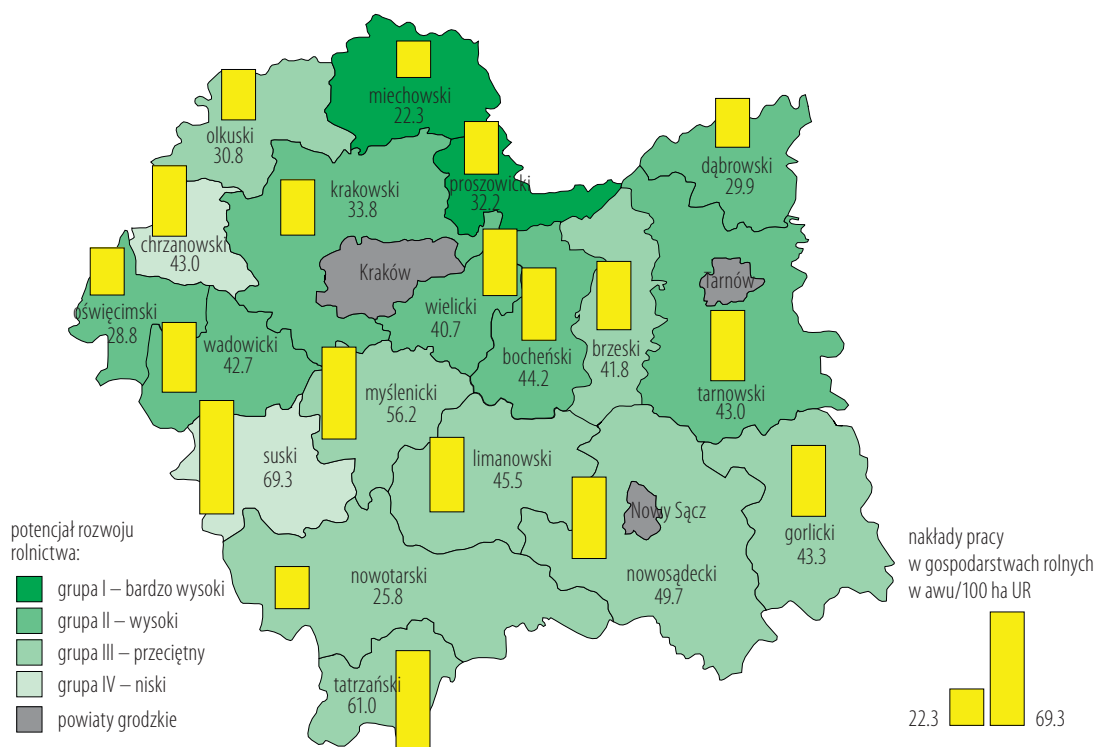 miechowski
22.3
olkuski
30.8
proszowicki
32.2
dąbrowski
29.9
krakowski
33.8
chrzanowski
43.0
Kraków
Tarnów
oświęcimski
28.8
wielicki
40.7
wadowicki
42.7
bocheński
44.2
brzeski
41.8
tarnowski
43.0
myślenicki
56.2
suski
69.3
limanowski
45.5
Nowy Sącz
gorlicki
43.3
nowotarski
25.8
nowosądecki
49.7
tatrzański
61.0
potencjał rozwoju
rolnictwa:
grupa I – bardzo wysoki
grupa II – wysoki
grupa III – przeciętny
grupa IV – niski
powiaty grodzkie
nakłady pracy
w gospodarstwach rolnych
w awu/100 ha UR
22.3 69.3